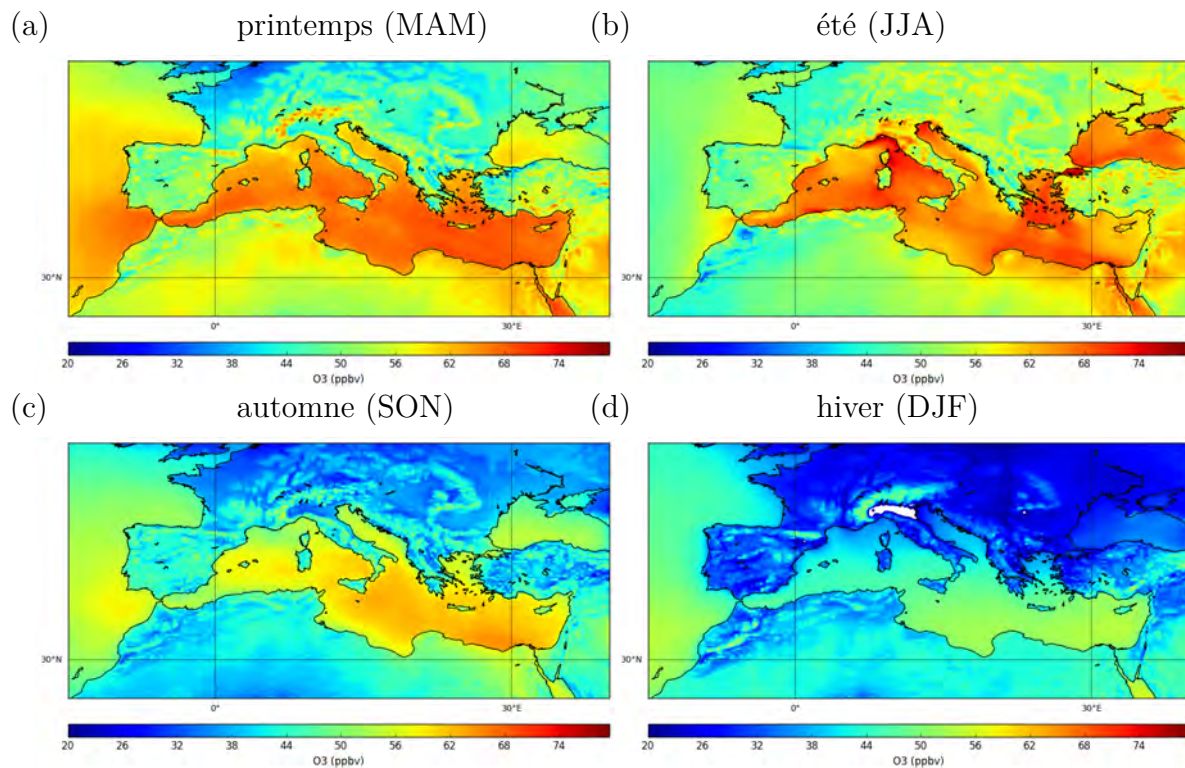 (a) printemps (MAM)
(b) été (JJA)
30°N
0°
30°E
20 26 32 38 44 50 56 62 68 74
O3 (ppbv)
30°N
0°
30°E
20 26 32 38 44 50 56 62 68 74
O3 (ppbv)
(c) automne (SON)
(d) hiver (DJF)
30°N
0°
30°E
20 26 32 38 44 50 56 62 68 74
O3 (ppbv)
30°N
0°
30°E
20 26 32 38 44 50 56 62 68 74
O3 (ppbv)